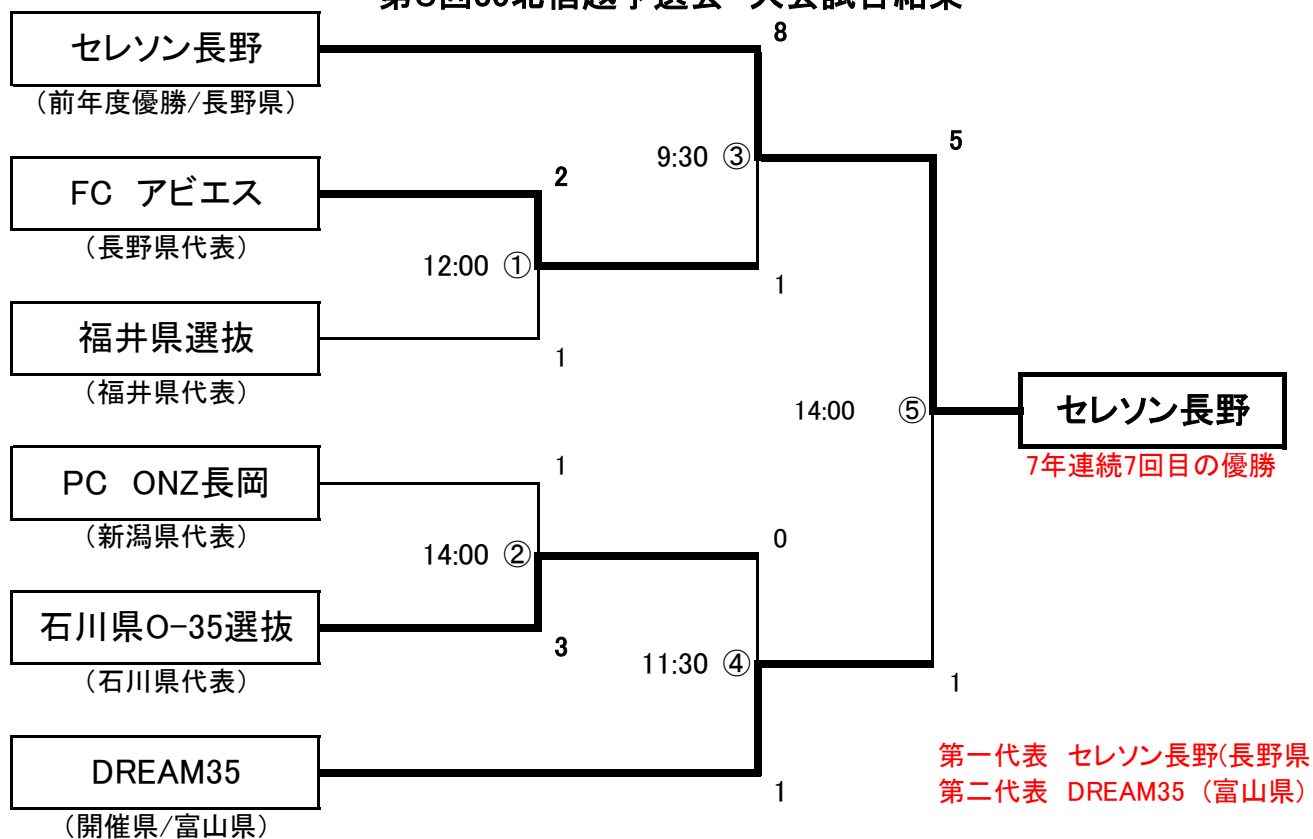 セレソン長野
8
(前年度優勝/長野県)
5
9:30 ③
FC アビエス
2
(長野県代表)
12:00 ①
1
福井県選抜
1
(福井県代表)
セレソン長野
14:00 ⑤
7年連続7回目の優勝
PC ONZ長岡
1
(新潟県代表)
0
14:00 ②
石川県O-35選抜
3
11:30 ④
(石川県代表)
1
DREAM35
1
(開催県/富山県)
第一代表 セレソン長野(長野県
第二代表 DREAM35 (富山県)